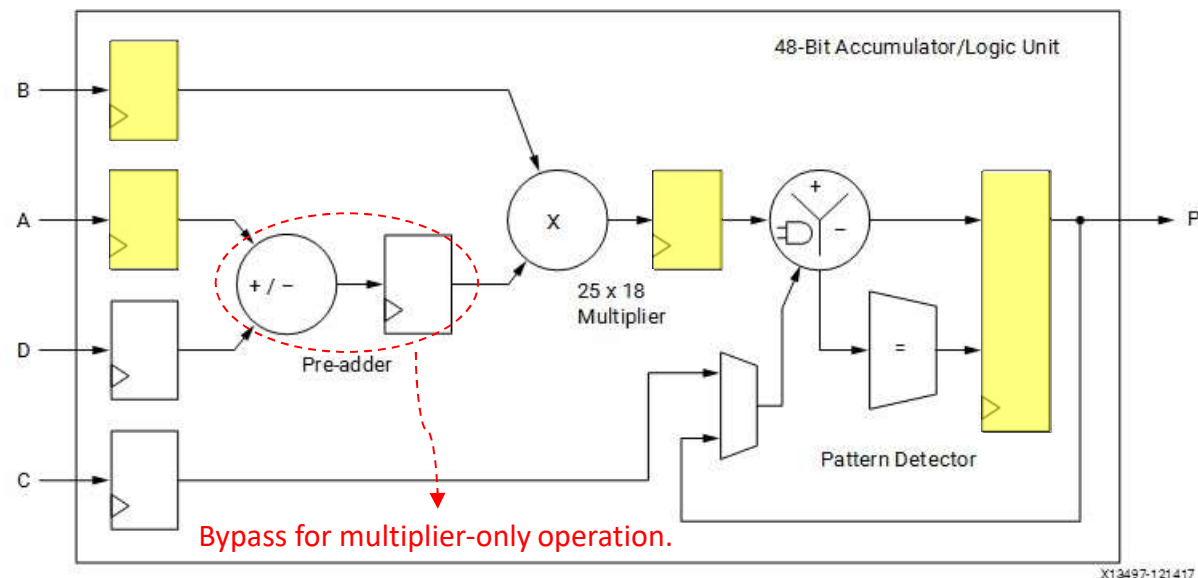 48-Bit Accumulator/Logic Unit
B
A
+
−
P
X
+ / −
25 x 18
Multiplier
D
=
Pre-adder
Pattern Detector
C
Bypass for multiplier-only operation.
X13497-121417